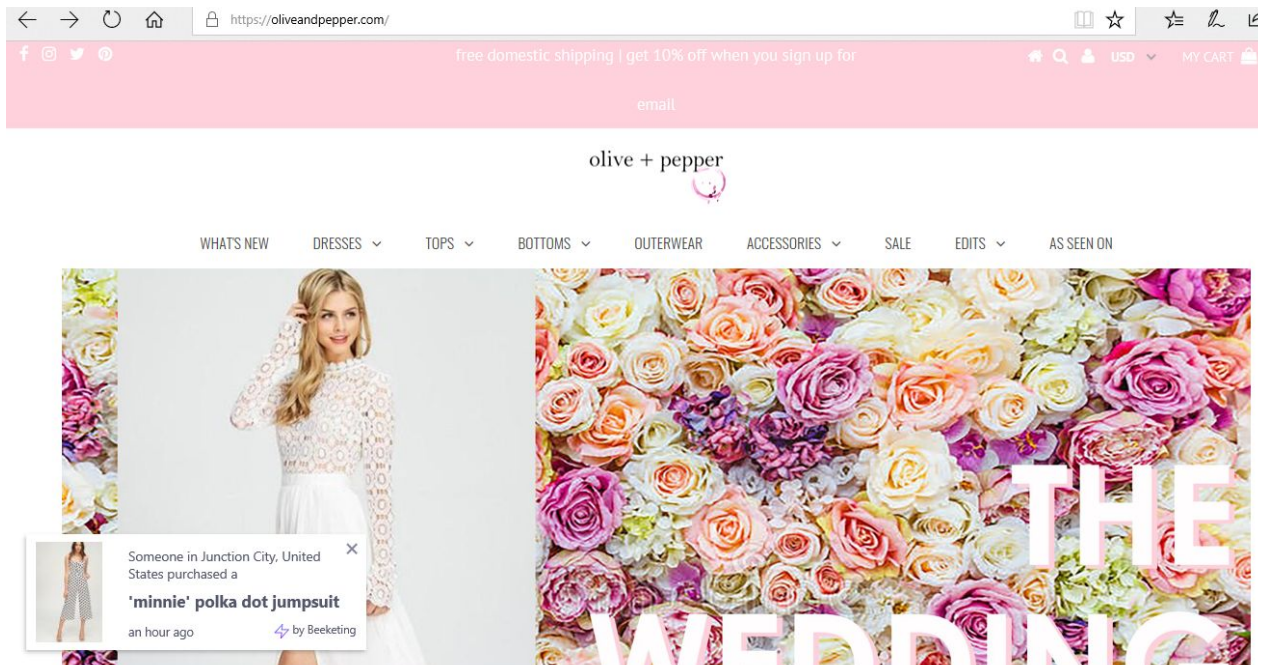 https://oliveandpepper.com/
free domestic shipping | get 10% off when you sign up for
USD
MY CART
email
olive + pepper
WHAT'S NEW
DRESSES
TOPS
BOTTOMS
OUTERWEAR
ACCESSORIES
SALE
EDITS
AS SEEN ON
THE
WEDDING
Someone in Junction City, United
States purchased a
'minnie' polka dot jumpsuit
an hour ago
by Beeketing